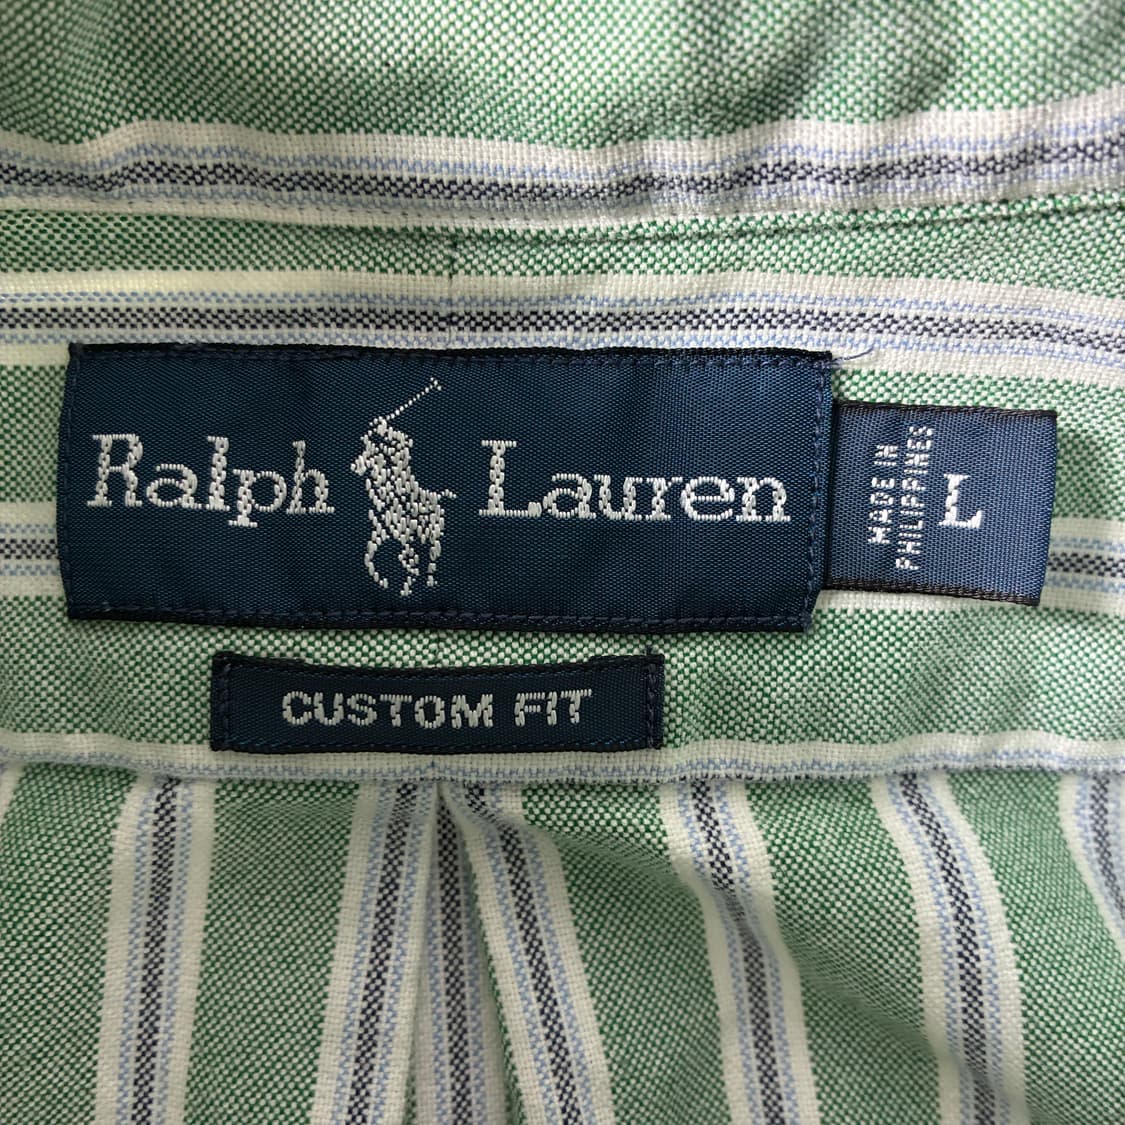 Ralph Lauren
MADE IN
PHILIPPINES
L
CUSTOM FIT